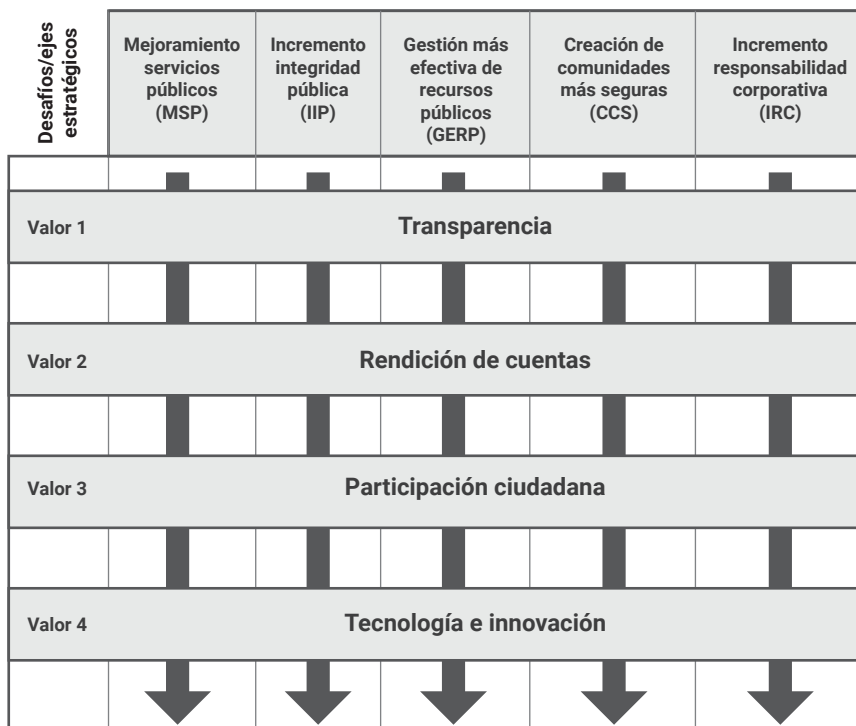 Desafíos/ejes
estratégicos
Mejoramiento
servicios
públicos
(MSP)
Incremento
integridad
pública
(IIP)
Gestión más
efectiva de
recursos
públicos
(GERP)
Creación de
comunidades
más seguras
(CCS)
Incremento
responsabilidad
corporativa
(IRC)
Valor 1
Transparencia
Valor 2
Rendición de cuentas
Valor 3
Participación ciudadana
Valor 4
Tecnología e innovación